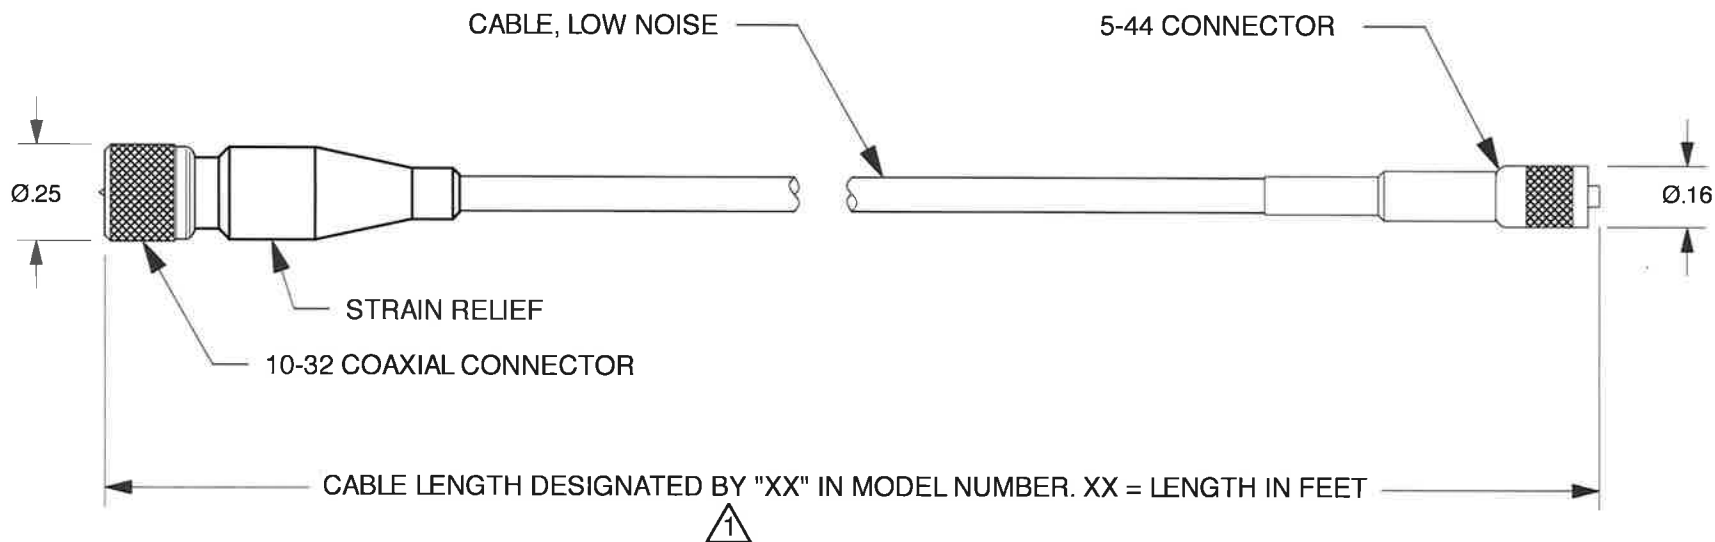 CABLE, LOW NOISE
5-44 CONNECTOR
Ø.25
Ø.16
STRAIN RELIEF
10-32 COAXIAL CONNECTOR
CABLE LENGTH DESIGNATED BY "XX" IN MODEL NUMBER. XX = LENGTH IN FEET
1